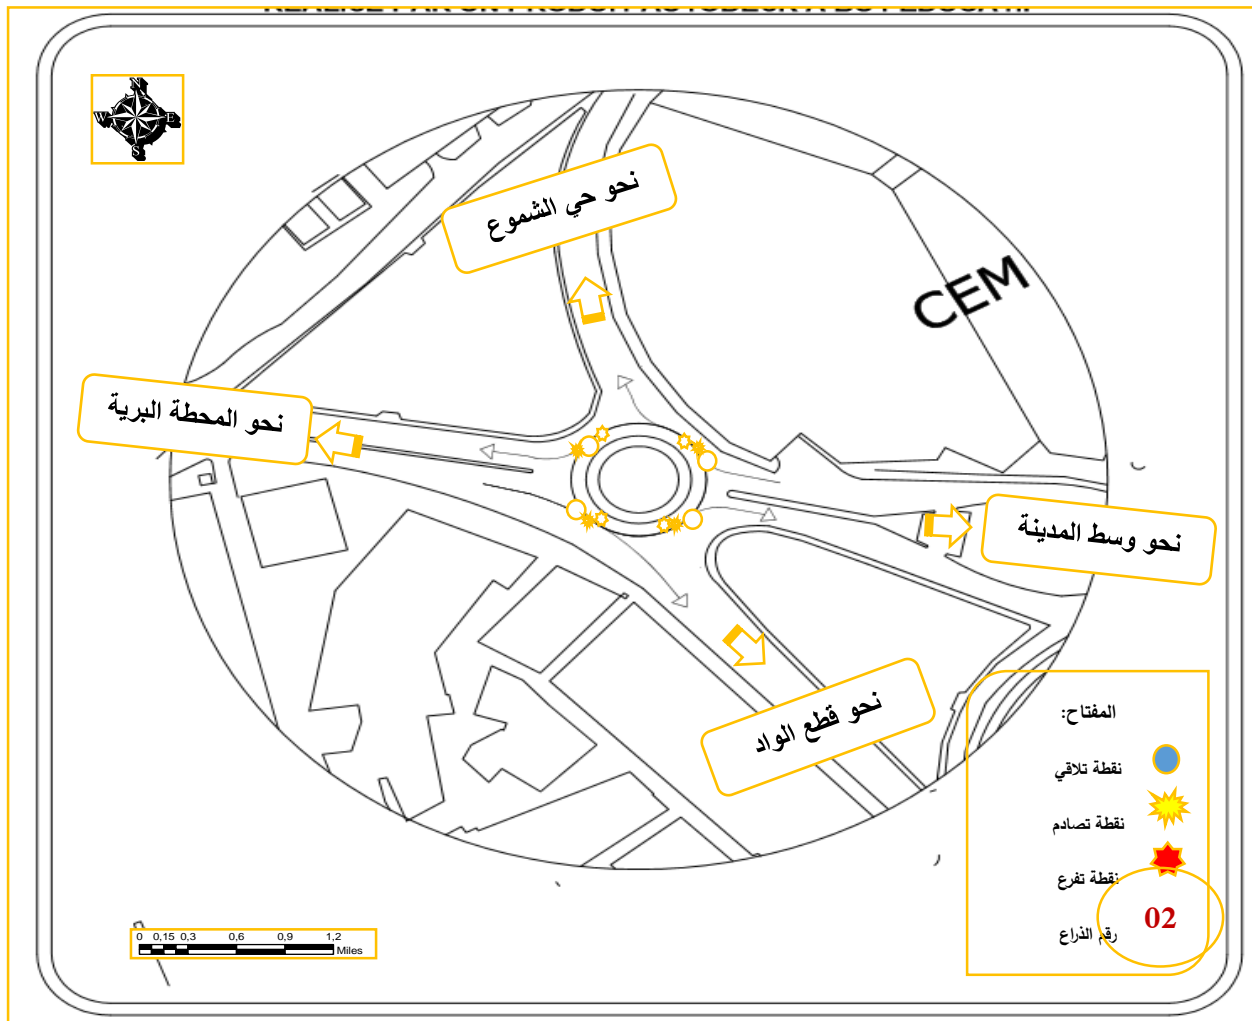 N
W E
S
نحو حي الشموع
CEM
نحو المحطة البرية
نحو وسط المدينة
نحو قطع الواد
المفتاح:
نقطة تلاقي
نقطة تصادم
نقطة تفرع
02
رقم الذراع
0 0,15 0,3 0,6 0,9 1,2
Miles